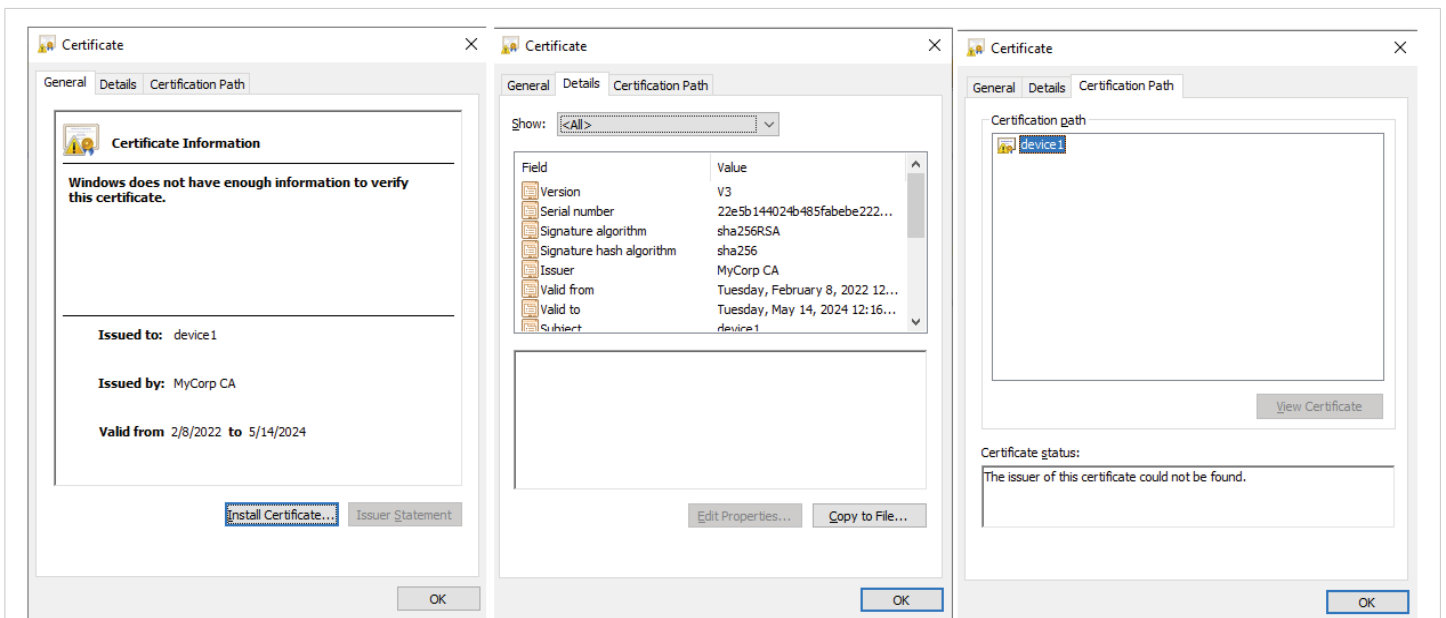 Certificate
General Details Certification Path
Certificate Information
Windows does not have enough information to verify
this certificate.
Issued to: device1
Issued by: MyCorp CA
Valid from 2/8/2022 to 5/14/2024
Install Certificate... Issuer Statement
OK
Certificate
General Details Certification Path
Show: <All>
Field Value
Version V3
Serial number 22e5b144024b485fabebe222...
Signature algorithm sha256RSA
Signature hash algorithm sha256
Issuer MyCorp CA
Valid from Tuesday, February 8, 2022 12...
Valid to Tuesday, May 14, 2024 12:16...
Subject device1
Edit Properties... Copy to File...
OK
Certificate
General Details Certification Path
Certification path
device1
View Certificate
Certificate status:
The issuer of this certificate could not be found.
OK